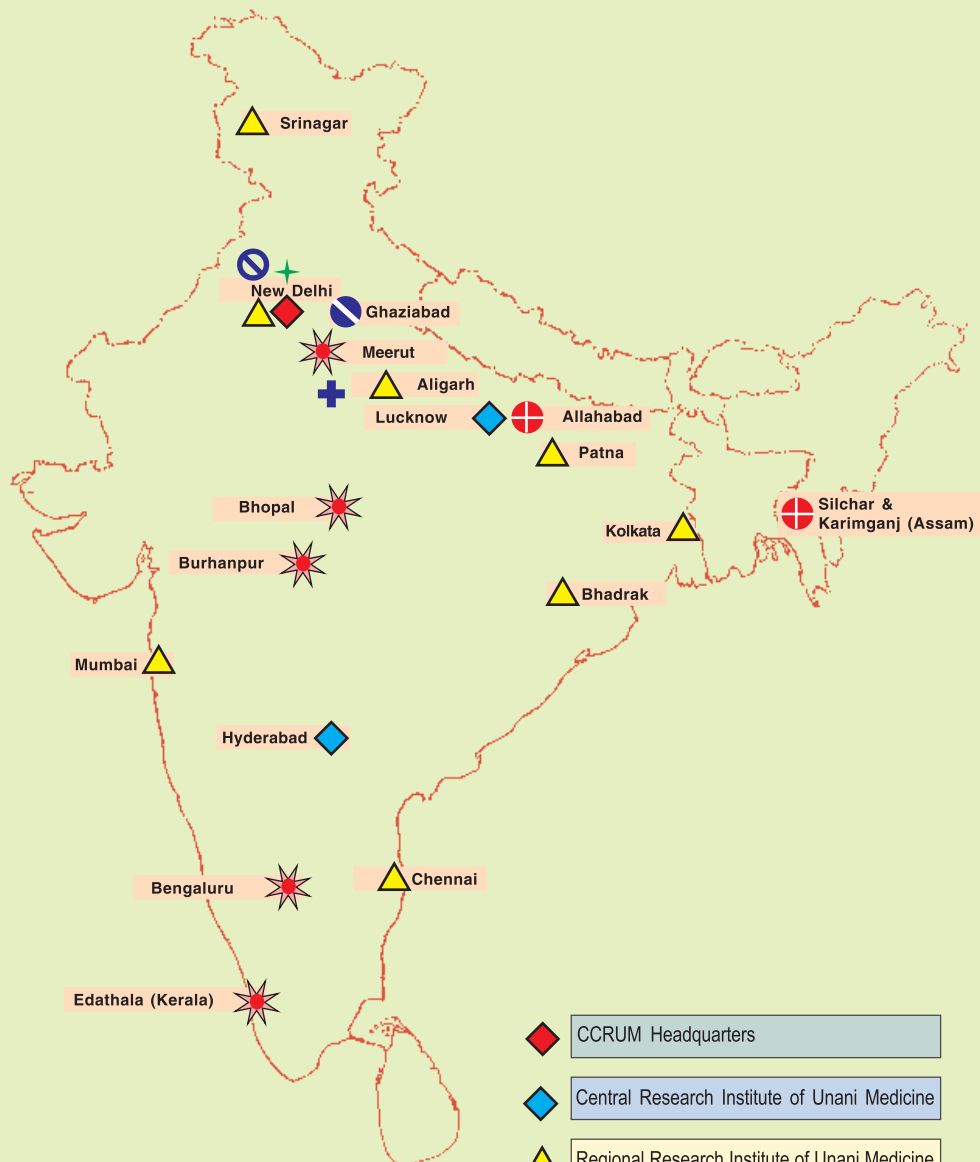 Srinagar
New Delhi
Ghaziabad
Meerut
Aligarh
Lucknow
Allahabad
Patna
Bhopal
Silchar &
Karimganj (Assam)
Kolkata
Burhanpur
Bhadrak
Mumbai
Hyderabad
Bengaluru
Chennai
Edathala (Kerala)
CCRUM Headquarters
Central Research Institute of Unani Medicine
Regional Research Institute of Unani Medicine